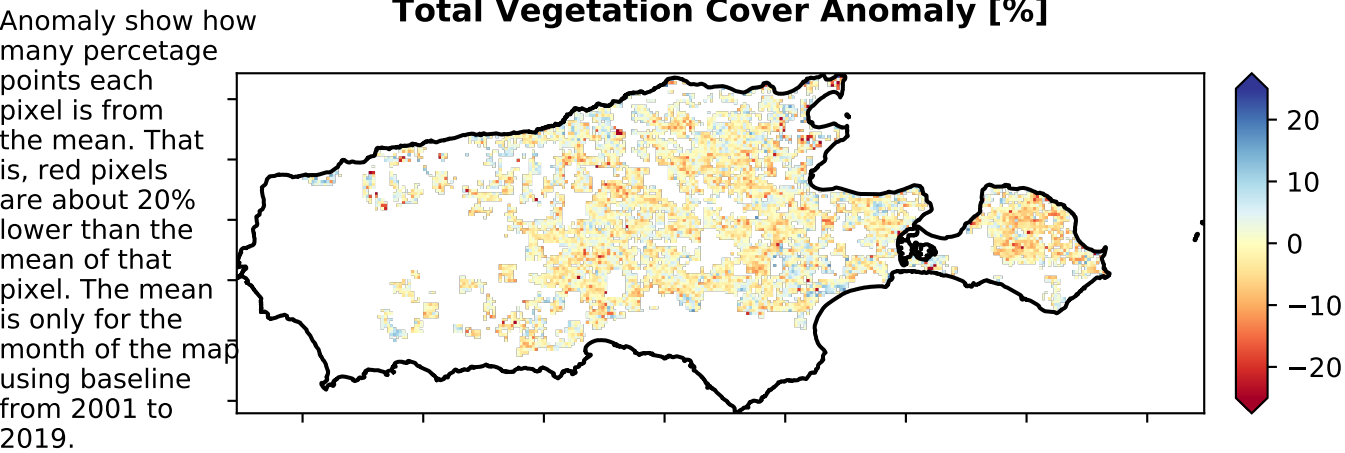 Total Vegetation Cover Anomaly [%]
Anomaly show how
many percetage
points each
pixel is from
the mean. That
is, red pixels
are about 20%
lower than the
mean of that
pixel. The mean
is only for the
month of the map
using baseline
from 2001 to
2019.
20
10
0
−10
−20